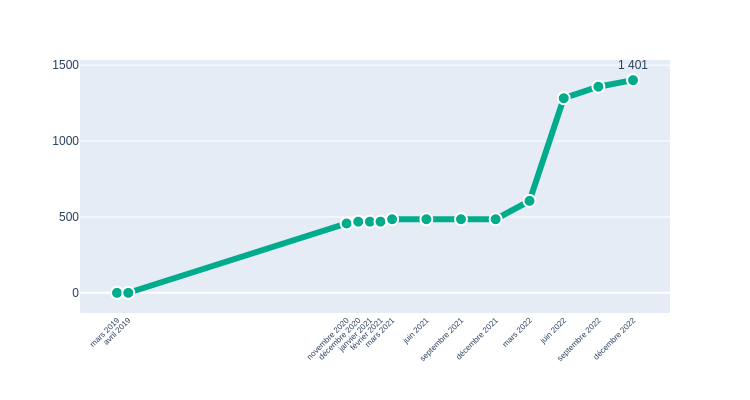 1500
1 401
1000
500
0
mars 2019
avril 2019
novembre 2020
décembre 2020
janvier 2021
février 2021
mars 2021
juin 2021
septembre 2021
décembre 2021
mars 2022
juin 2022
septembre 2022
décembre 2022